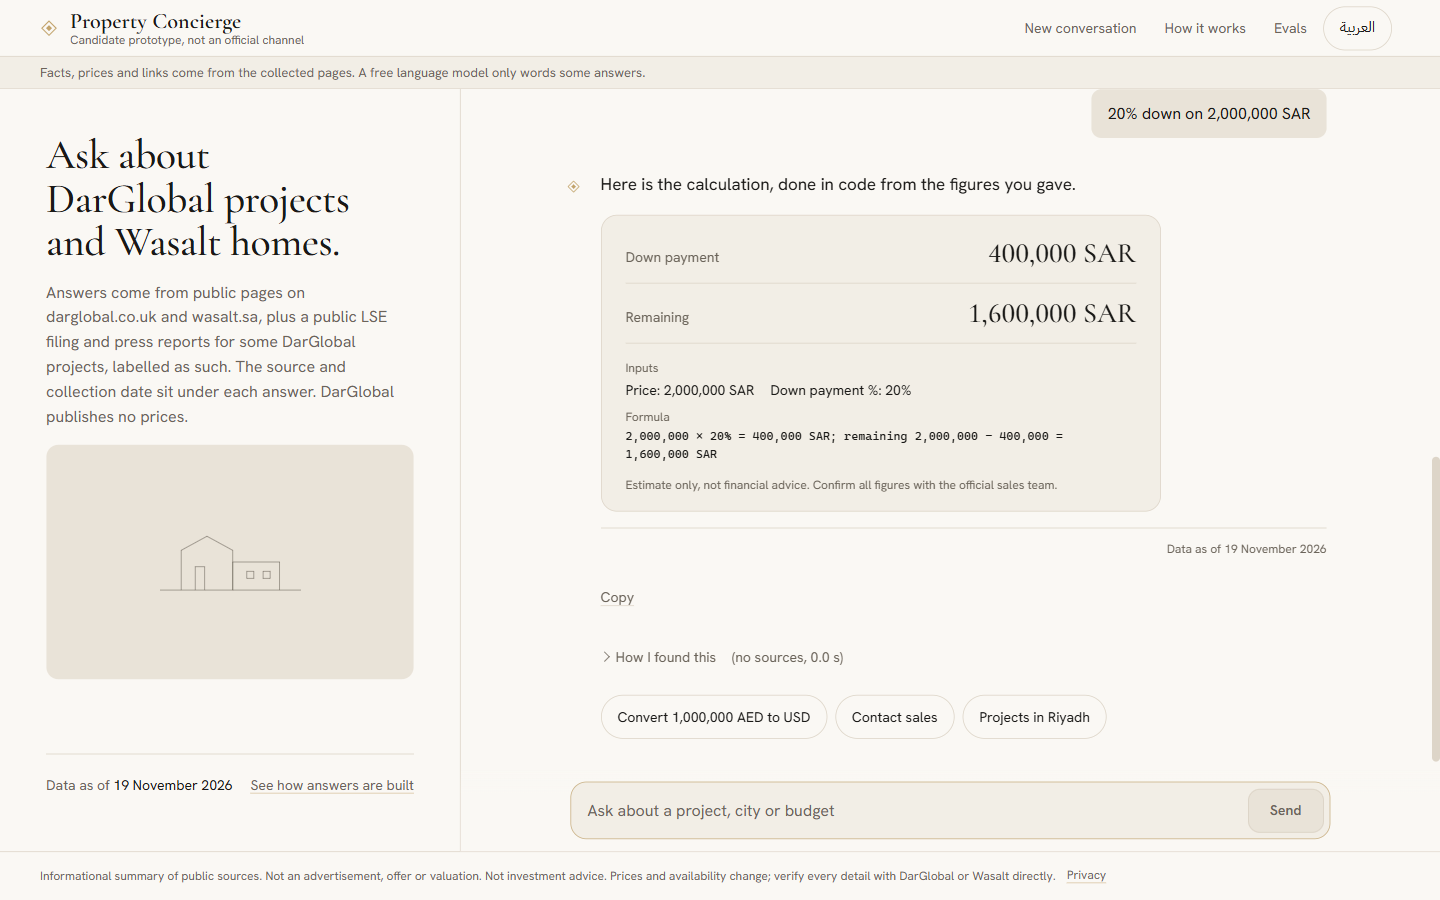 Property Concierge
Candidate prototype, not an official channel
New conversation
How it works
Evals
العربية
Facts, prices and links come from the collected pages. A free language model only words some answers.
Ask about
DarGlobal projects
and Wasalt homes.
Answers come from public pages on
darglobal.co.uk and wasalt.sa, plus a public LSE
filing and press reports for some DarGlobal
projects, labelled as such. The source and
collection date sit under each answer. DarGlobal
publishes no prices.
Data as of 19 November 2026
See how answers are built
20% down on 2,000,000 SAR
Here is the calculation, done in code from the figures you gave.
Down payment
400,000 SAR
Remaining
1,600,000 SAR
Inputs
Price: 2,000,000 SAR Down payment %: 20%
Formula
2,000,000 × 20% = 400,000 SAR; remaining 2,000,000 − 400,000 =
1,600,000 SAR
Estimate only, not financial advice. Confirm all figures with the official sales team.
Data as of 19 November 2026
Copy
How I found this (no sources, 0.0 s)
Convert 1,000,000 AED to USD
Contact sales
Projects in Riyadh
Ask about a project, city or budget
Send
Informational summary of public sources. Not an advertisement, offer or valuation. Not investment advice. Prices and availability change; verify every detail with DarGlobal or Wasalt directly. Privacy